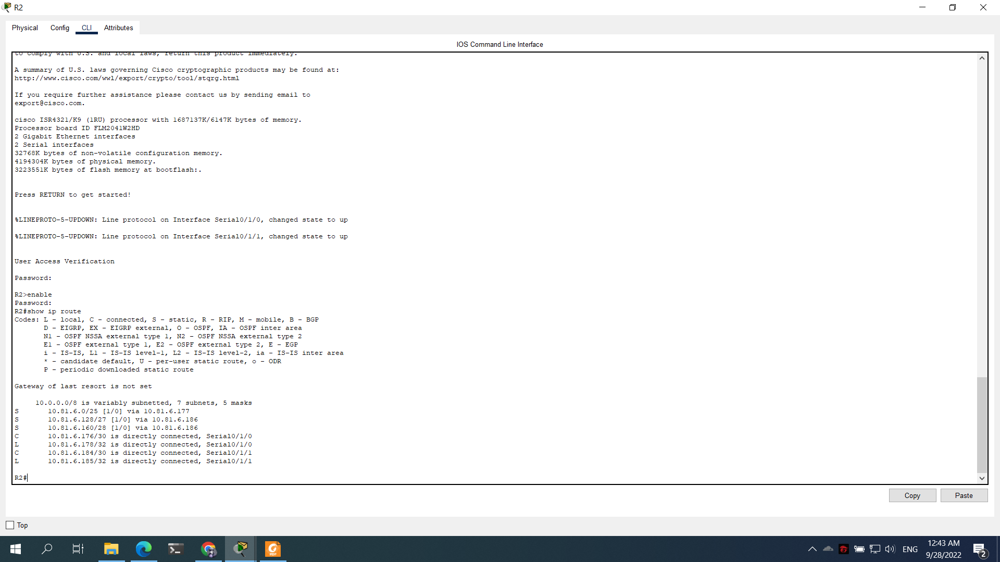 R2
Physical Config CLI Attributes
IOS Command Line Interface
to comply with U.S. and local laws, return this product immediately.
A summary of U.S. laws governing Cisco cryptographic products may be found at:
http://www.cisco.com/wwl/export/crypto/tool/stqrg.html
If you require further assistance please contact us by sending email to
export@cisco.com.
cisco ISR4321/K9 (1RU) processor with 1687137K/6147K bytes of memory.
Processor board ID FLM2041W2HD
2 Gigabit Ethernet interfaces
2 Serial interfaces
32768K bytes of non-volatile configuration memory.
4194304K bytes of physical memory.
3223551K bytes of flash memory at bootflash:.
Press RETURN to get started!
%LINEPROTO-5-UPDOWN: Line protocol on Interface Serial0/1/0, changed state to up
%LINEPROTO-5-UPDOWN: Line protocol on Interface Serial0/1/1, changed state to up
User Access Verification
Password:
R2>enable
Password:
R2#show ip route
Codes: L - local, C - connected, S - static, R - RIP, M - mobile, B - BGP
D - EIGRP, EX - EIGRP external, O - OSPF, IA - OSPF inter area
N1 - OSPF NSSA external type 1, N2 - OSPF NSSA external type 2
E1 - OSPF external type 1, E2 - OSPF external type 2, E - EGP
i - IS-IS, L1 - IS-IS level-1, L2 - IS-IS level-2, ia - IS-IS inter area
* - candidate default, U - per-user static route, o - ODR
P - periodic downloaded static route
Gateway of last resort is not set
10.0.0.0/8 is variably subnetted, 7 subnets, 5 masks
S 10.81.6.0/25 [1/0] via 10.81.6.177
S 10.81.6.128/27 [1/0] via 10.81.6.186
S 10.81.6.160/28 [1/0] via 10.81.6.186
C 10.81.6.176/30 is directly connected, Serial0/1/0
L 10.81.6.178/32 is directly connected, Serial0/1/0
C 10.81.6.184/30 is directly connected, Serial0/1/1
L 10.81.6.185/32 is directly connected, Serial0/1/1
R2#
Copy Paste
Top
PDF
ENG
12:43 AM
9/28/2022
2